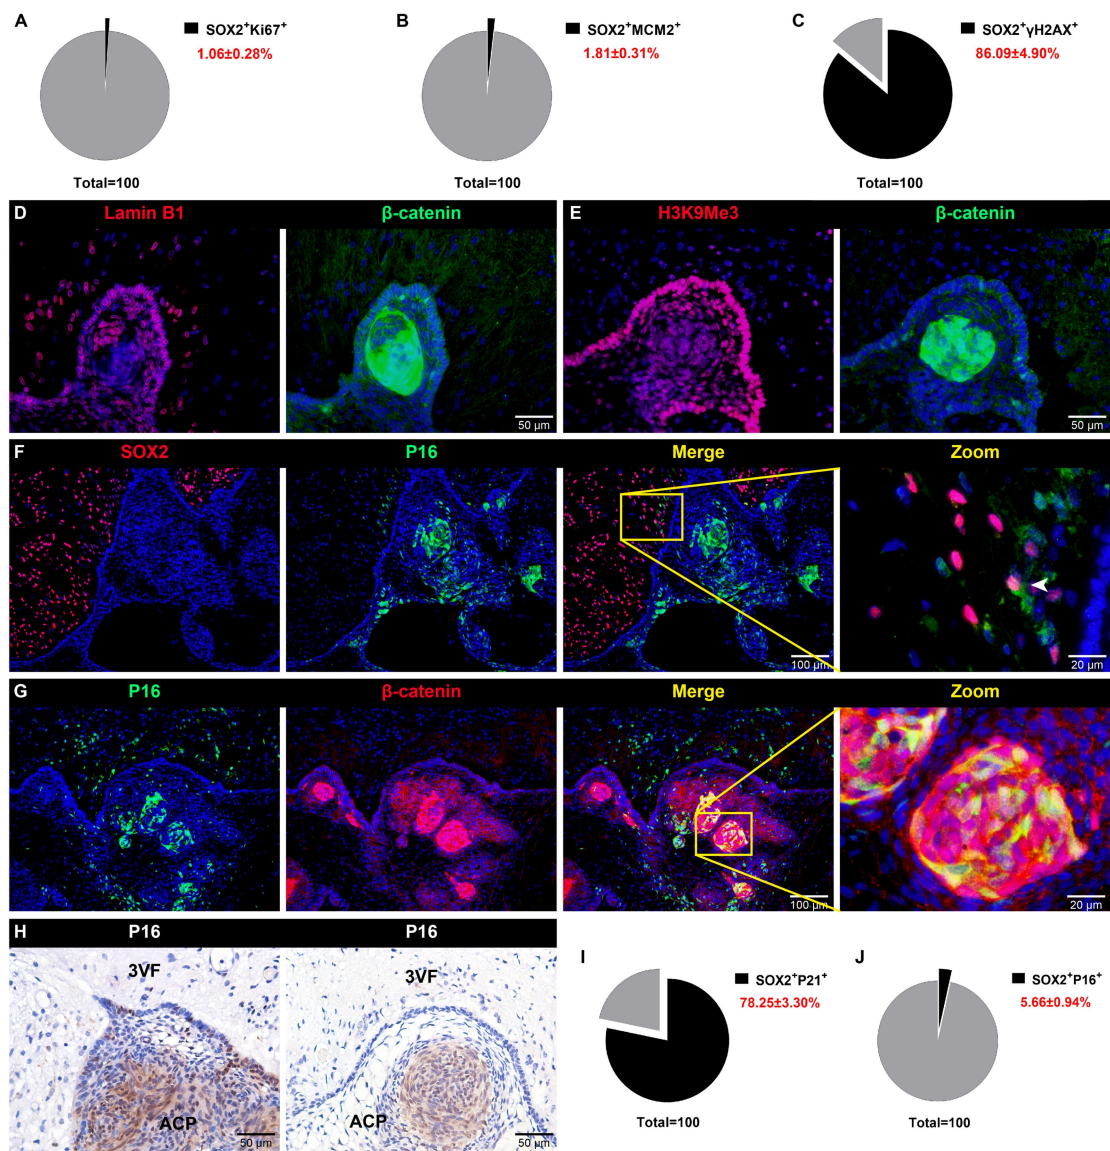 A
SOX2⁺Ki67⁺
1.06±0.28%
Total=100
B
SOX2⁺MCM2⁺
1.81±0.31%
Total=100
C
SOX2⁺γH2AX⁺
86.09±4.90%
Total=100
D Lamin B1 β-catenin
50 µm
E H3K9Me3 β-catenin
50 µm
F SOX2 P16 Merge Zoom
100 µm
20 µm
G P16 β-catenin Merge Zoom
100 µm
20 µm
H P16 P16
3VF
ACP
50 µm
3VF
ACP
50 µm
I
SOX2⁺P21⁺
78.25±3.30%
Total=100
J
SOX2⁺P16⁺
5.66±0.94%
Total=100